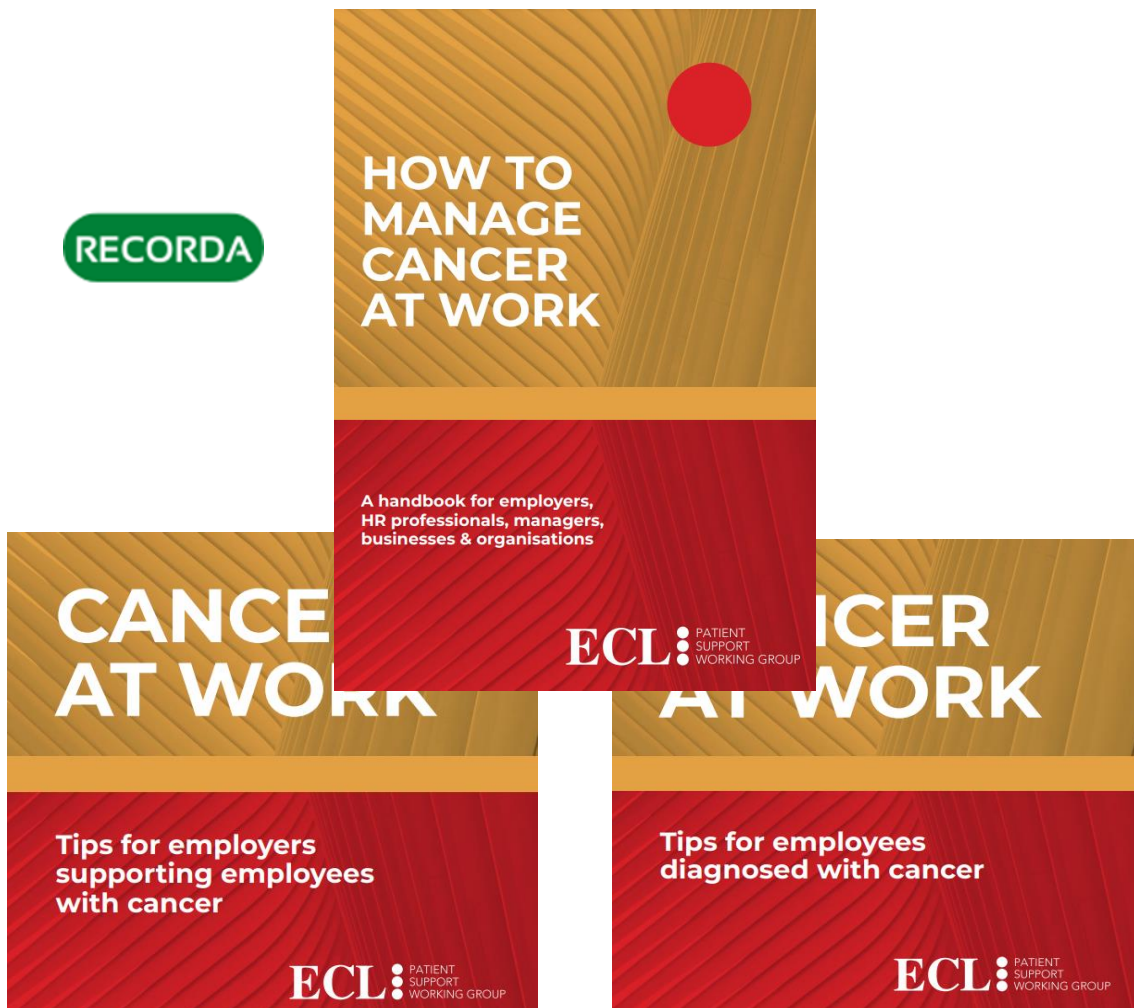 RECORDA
HOW TO
MANAGE
CANCER
AT WORK
A handbook for employers,
HR professionals, managers,
businesses & organisations
ECL PATIENT
SUPPORT
WORKING GROUP
CANCE
AT WORK
Tips for employers
supporting employees
with cancer
ECL PATIENT
SUPPORT
WORKING GROUP
CER
AT WORK
Tips for employees
diagnosed with cancer
ECL PATIENT
SUPPORT
WORKING GROUP